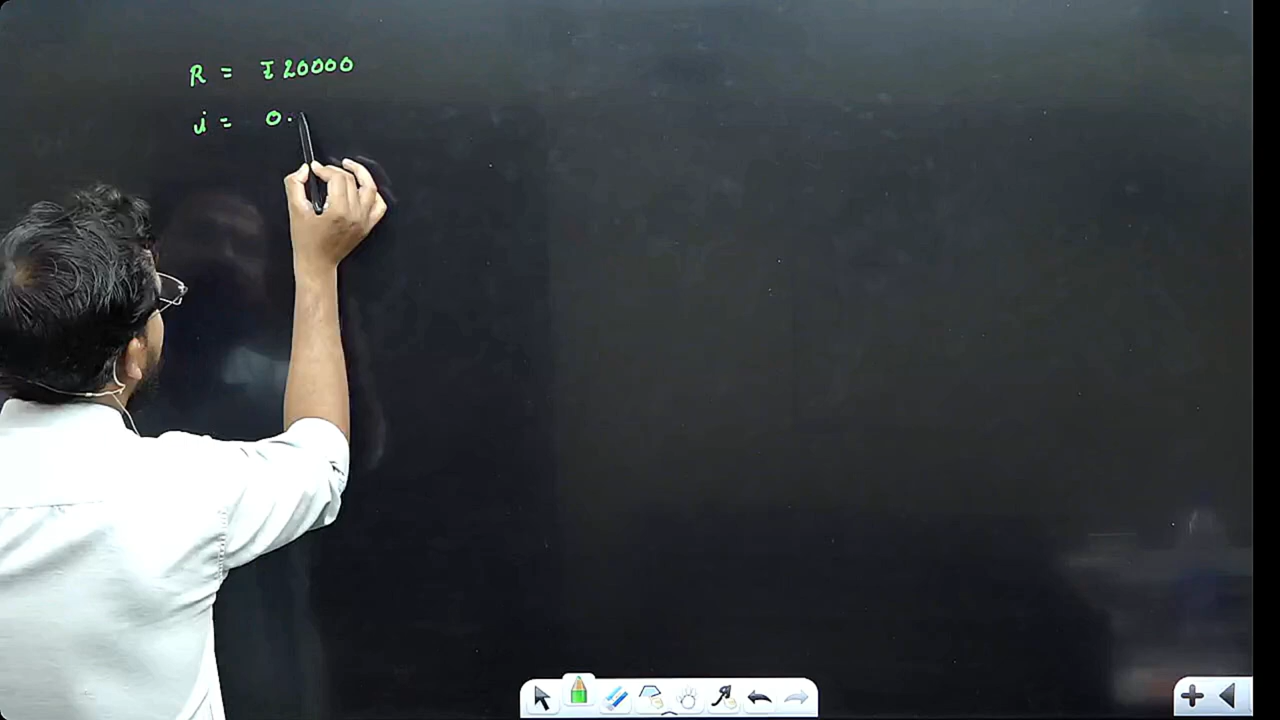 R = ₹20000
i = 0.